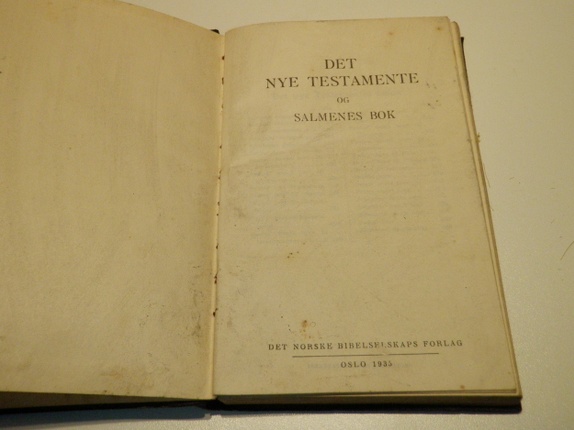 DET
NYE TESTAMENTE
OG
SALMENES BOK
DET NORSKE BIBELSELSKAPS FORLAG
OSLO 1935